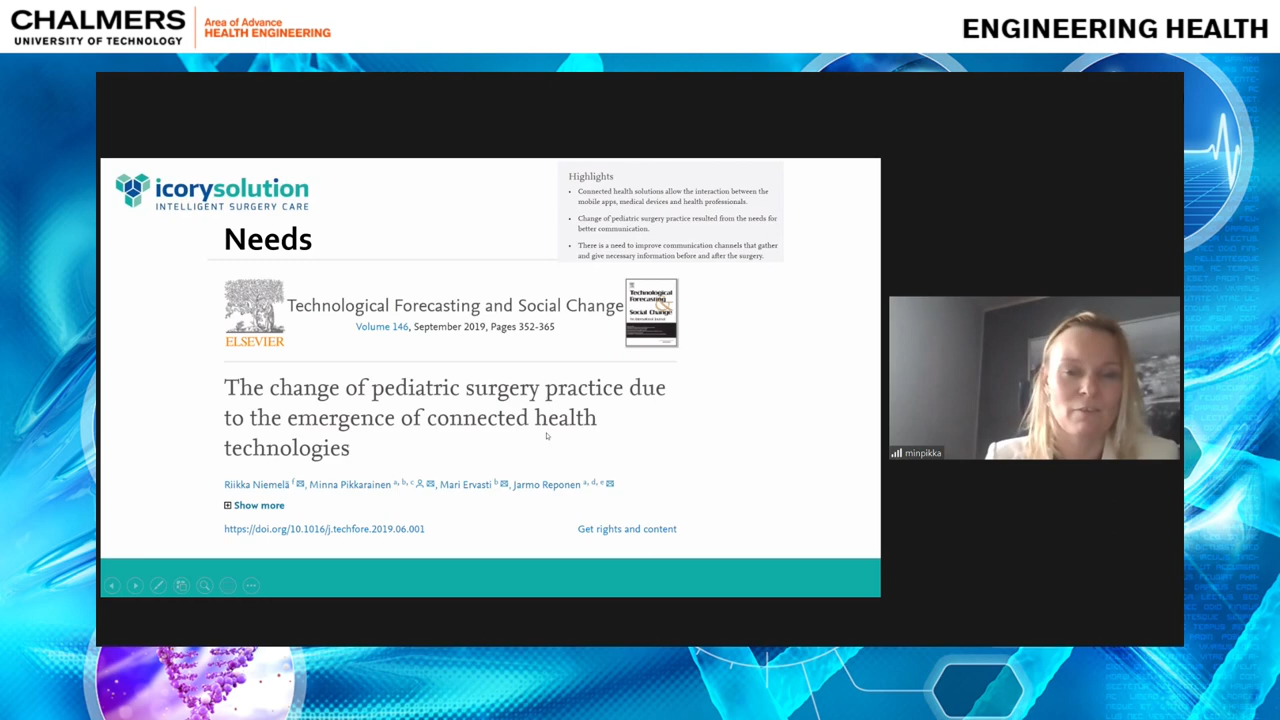 CHALMERS
UNIVERSITY OF TECHNOLOGY
Area of Advance
HEALTH ENGINEERING
ENGINEERING HEALTH
icorysolution
INTELLIGENT SURGERY CARE
Needs
Highlights
• Connected health solutions allow the interaction between the
mobile apps, medical devices and health professionals.
• Change of pediatric surgery practice resulted from the needs for
better communication.
• There is a need to improve communication channels that gather
and give necessary information before and after the surgery.
ELSEVIER
Technological Forecasting and Social Change
Volume 146, September 2019, Pages 352-365
Technological
Forecasting
&
Social Change
The change of pediatric surgery practice due
to the emergence of connected health
technologies
Riikka Niemelä f, Minna Pikkarainen a, b, c, Mari Ervasti b, Jarmo Reponen a, d, e
Show more
https://doi.org/10.1016/j.techfore.2019.06.001
Get rights and content
minpikka